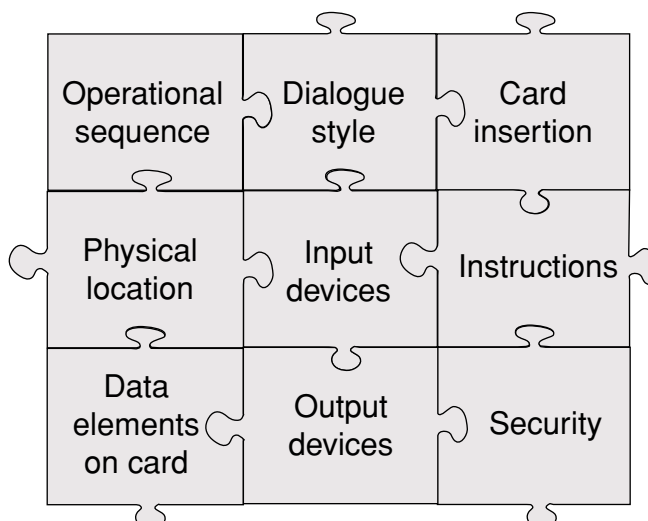 Operational
sequence
Dialogue
style
Card
insertion
Physical
location
Input
devices
Instructions
Data
elements
on card
Output
devices
Security